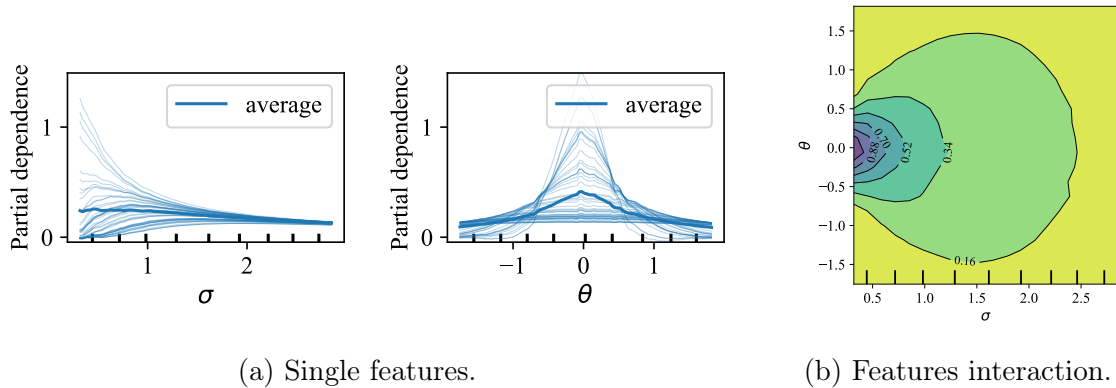 Partial dependence
1
0
average
1
2
σ
Partial dependence
1
0
average
−1
0
1
θ
θ
1.5
1.0
0.5
0.0
−0.5
−1.0
−1.5
0.88
0.70
0.52
0.34
0.16
0.5
1.0
1.5
2.0
2.5
σ
(a) Single features.
(b) Features interaction.